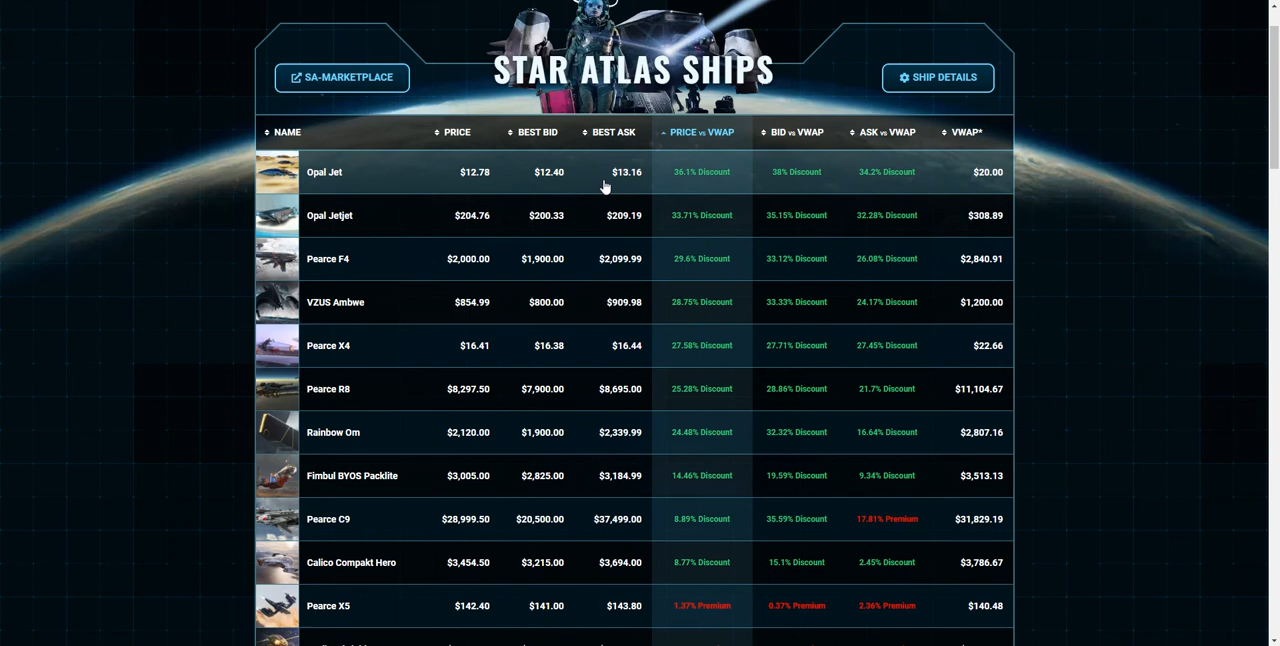 STAR ATLAS SHIPS
SA-MARKETPLACE
SHIP DETAILS
NAME PRICE BEST BID BEST ASK PRICE vs VWAP BID vs VWAP ASK vs VWAP VWAP*
Opal Jet $12.78 $12.40 $13.16 36.1% Discount 38% Discount 34.2% Discount $20.00
Opal Jetjet $204.76 $200.33 $209.19 33.71% Discount 35.15% Discount 32.28% Discount $308.89
Pearce F4 $2,000.00 $1,900.00 $2,099.99 29.6% Discount 33.12% Discount 26.08% Discount $2,840.91
VZUS Ambwe $854.99 $800.00 $909.98 28.75% Discount 33.33% Discount 24.17% Discount $1,200.00
Pearce X4 $16.41 $16.38 $16.44 27.58% Discount 27.71% Discount 27.45% Discount $22.66
Pearce R8 $8,297.50 $7,900.00 $8,695.00 25.28% Discount 28.86% Discount 21.7% Discount $11,104.67
Rainbow Om $2,120.00 $1,900.00 $2,339.99 24.48% Discount 32.32% Discount 16.64% Discount $2,807.16
Fimbul BYOS Packlite $3,005.00 $2,825.00 $3,184.99 14.46% Discount 19.59% Discount 9.34% Discount $3,513.13
Pearce C9 $28,999.50 $20,500.00 $37,499.00 8.89% Discount 35.59% Discount 17.81% Premium $31,829.19
Calico Compakt Hero $3,454.50 $3,215.00 $3,694.00 8.77% Discount 15.1% Discount 2.45% Discount $3,786.67
Pearce X5 $142.40 $141.00 $143.80 1.37% Premium 0.37% Premium 2.36% Premium $140.48